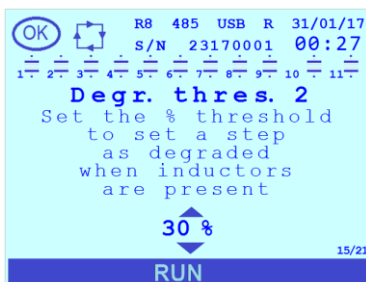 OK R8 485 USB R 31/01/17
S/N 23170001 00:27
1 2 3 4 5 6 7 8 9 10 11
Degr. thres. 2
Set the % threshold
to set a step
as degraded
when inductors
are present
30 %
15/21
RUN